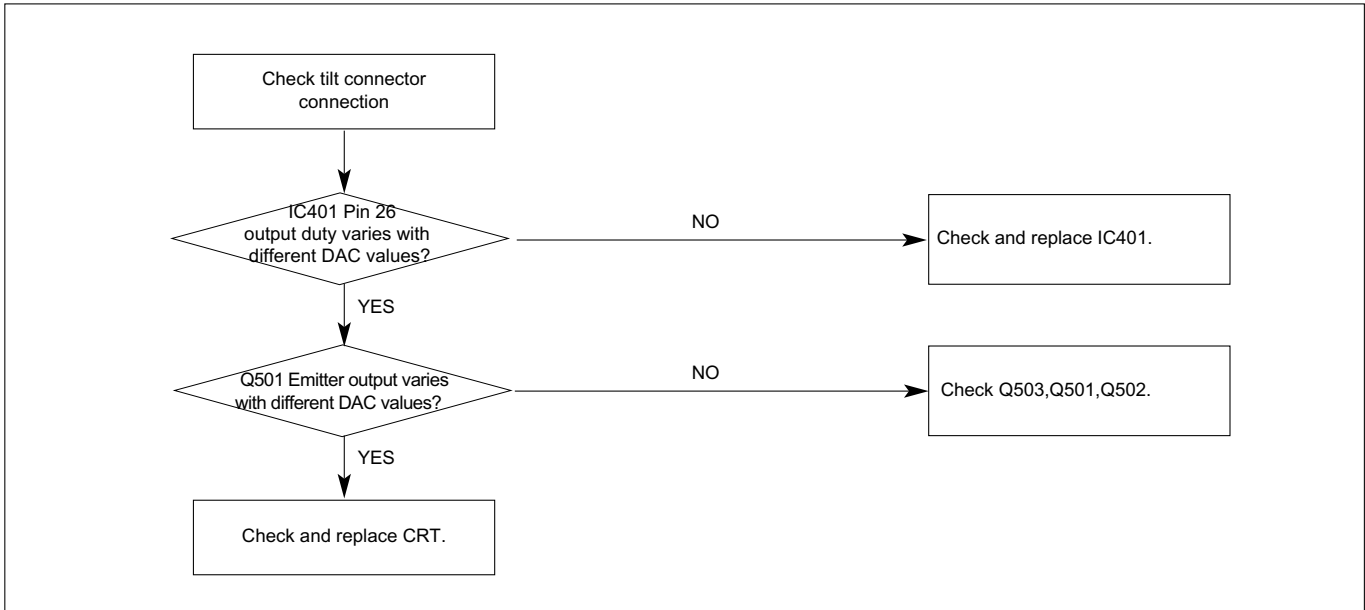 Check tilt connector
connection
IC401 Pin 26
output duty varies with
different DAC values?
NO
Check and replace IC401.
YES
Q501 Emitter output varies
with different DAC values?
NO
Check Q503,Q501,Q502.
YES
Check and replace CRT.